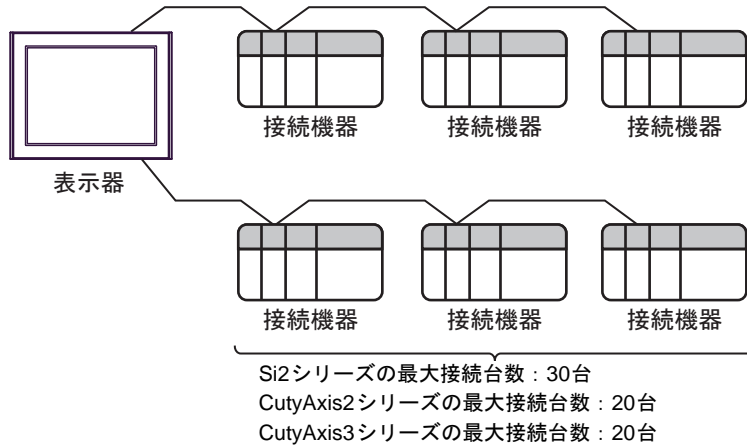 接続機器 接続機器 接続機器
表示器
接続機器 接続機器 接続機器
Si2シリーズの最大接続台数：30台
CutyAxis2シリーズの最大接続台数：20台
CutyAxis3シリーズの最大接続台数：20台